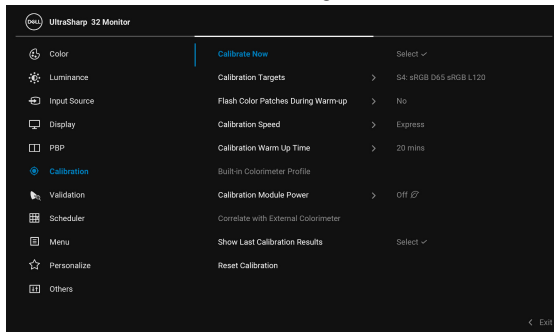 DELL UltraSharp 32 Monitor
Color
Calibrate Now Select
Luminance
Calibration Targets > S4: sRGB D65 sRGB L120
Input Source
Flash Color Patches During Warm-up > No
Display
Calibration Speed > Express
PBP
Calibration Warm Up Time > 20 mins
Calibration
Built-in Colorimeter Profile
Validation
Calibration Module Power > Off
Scheduler
Correlate with External Colorimeter
Menu
Show Last Calibration Results Select
Personalize
Reset Calibration
Others
< Exit